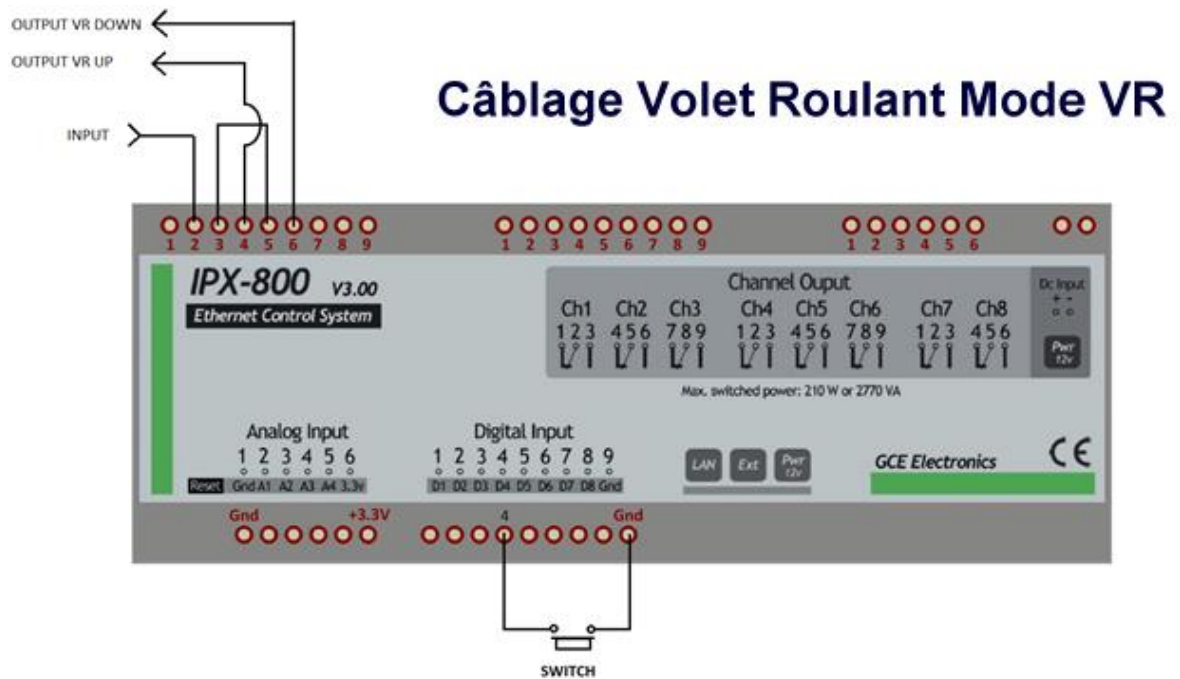 OUTPUT VR DOWN
OUTPUT VR UP
INPUT
Câblage Volet Roulant Mode VR
1 2 3 4 5 6 7 8 9
1 2 3 4 5 6 7 8 9
1 2 3 4 5 6
IPX-800 V3.00
Ethernet Control System
Channel Ouput
Ch1 Ch2 Ch3 Ch4 Ch5 Ch6 Ch7 Ch8
1 2 3 4 5 6 7 8 9 1 2 3 4 5 6 7 8 9 1 2 3 4 5 6
Dc Input
+ -
Pwr
12v
Max. switched power: 210 W or 2770 VA
Analog Input
1 2 3 4 5 6
Reset Gnd A1 A2 A3 A4 3.3v
Digital Input
1 2 3 4 5 6 7 8 9
D1 D2 D3 D4 D5 D6 D7 D8 Gnd
LAN Ext Pwr
12v
GCE Electronics
CE
Gnd +3.3V
4 Gnd
SWITCH